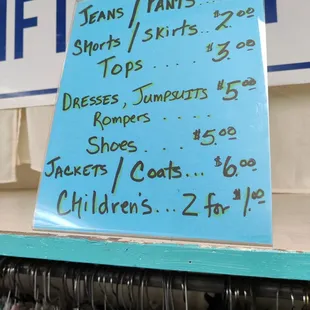 JEANS / PANTS...
SHORTS / SKIRTS.. $2.00
TOPS $3.00
DRESSES, JUMPSUITS $5.00
Rompers . . . .
Shoes . . . . $5.00
JACKETS / Coats... $6.00
Children's... 2 for $1.00